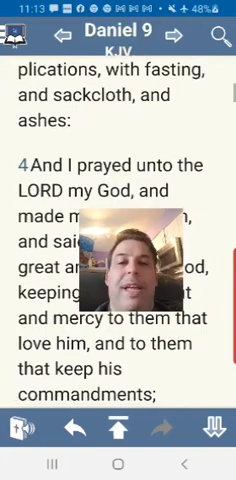 11:13 48%
Daniel 9
KJV
plications, with fasting,
and sackcloth, and
ashes:
4 And I prayed unto the
LORD my God, and
made m n,
and sai
great an od,
keeping t
and mercy to them that
love him, and to them
that keep his
commandments;